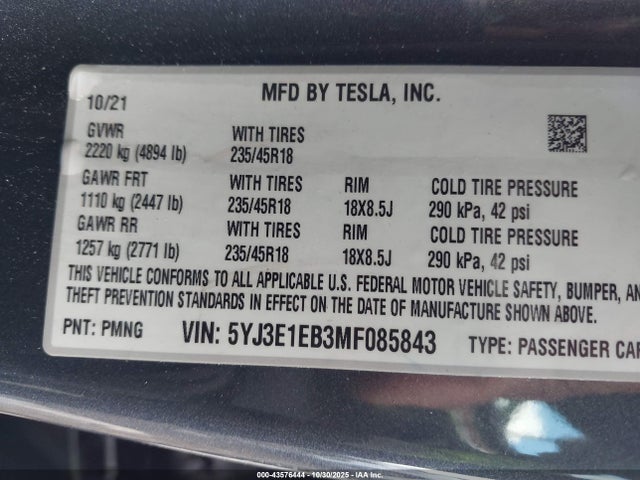 10/21 MFD BY TESLA, INC.
GVWR WITH TIRES
2220 kg (4894 lb) 235/45R18
GAWR FRT WITH TIRES RIM COLD TIRE PRESSURE
1110 kg (2447 lb) 235/45R18 18X8.5J 290 kPa, 42 psi
GAWR RR WITH TIRES RIM COLD TIRE PRESSURE
1257 kg (2771 lb) 235/45R18 18X8.5J 290 kPa, 42 psi
THIS VEHICLE CONFORMS TO ALL APPLICABLE U.S. FEDERAL MOTOR VEHICLE SAFETY, BUMPER, AN
THEFT PREVENTION STANDARDS IN EFFECT ON THE DATE OF MANUFACTURE SHOWN ABOVE.
PNT: PMNG VIN: 5YJ3E1EB3MF085843 TYPE: PASSENGER CAR
000-43576444 - 10/30/2025 - IAA Inc.